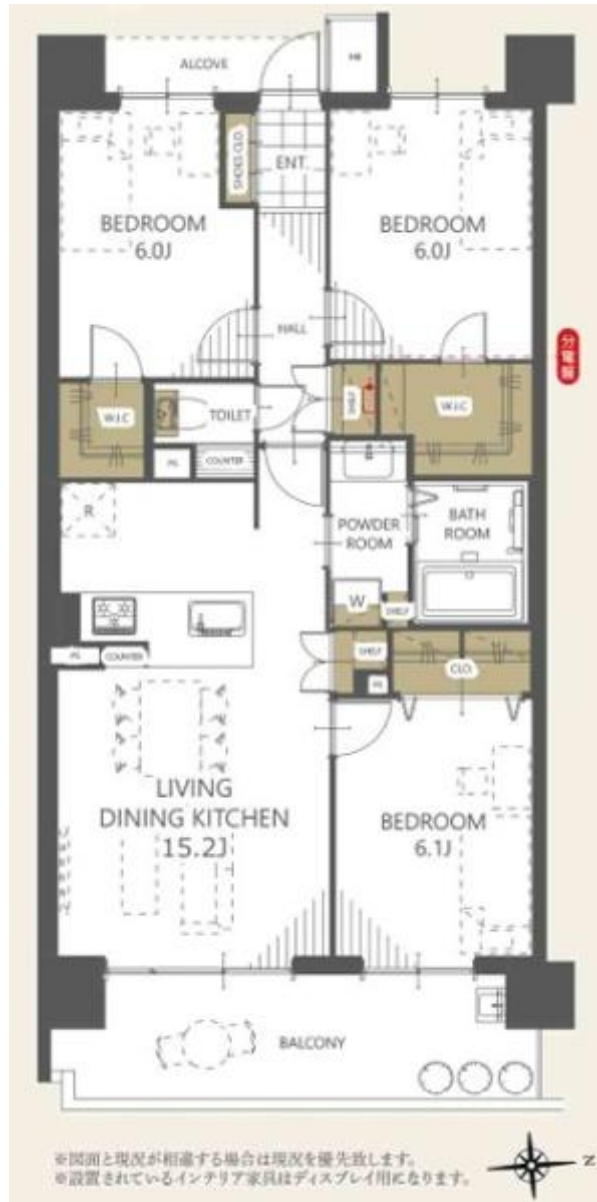 ALCOVE
MB
SHOES CLO.
ENT.
BEDROOM
6.0J
BEDROOM
6.0J
HALL
分電盤
W.I.C
TOILET
SHELF
W.I.C
PS
COUNTER
R
POWDER
ROOM
BATH
ROOM
W
SHELF
PS
COUNTER
SHELF
CLO.
PS
LIVING
DINING KITCHEN
15.2J
BEDROOM
6.1J
BALCONY
N
※図面と現況が相違する場合は現況を優先致します。
※設置されているインテリア家具はディスプレイ用になります。